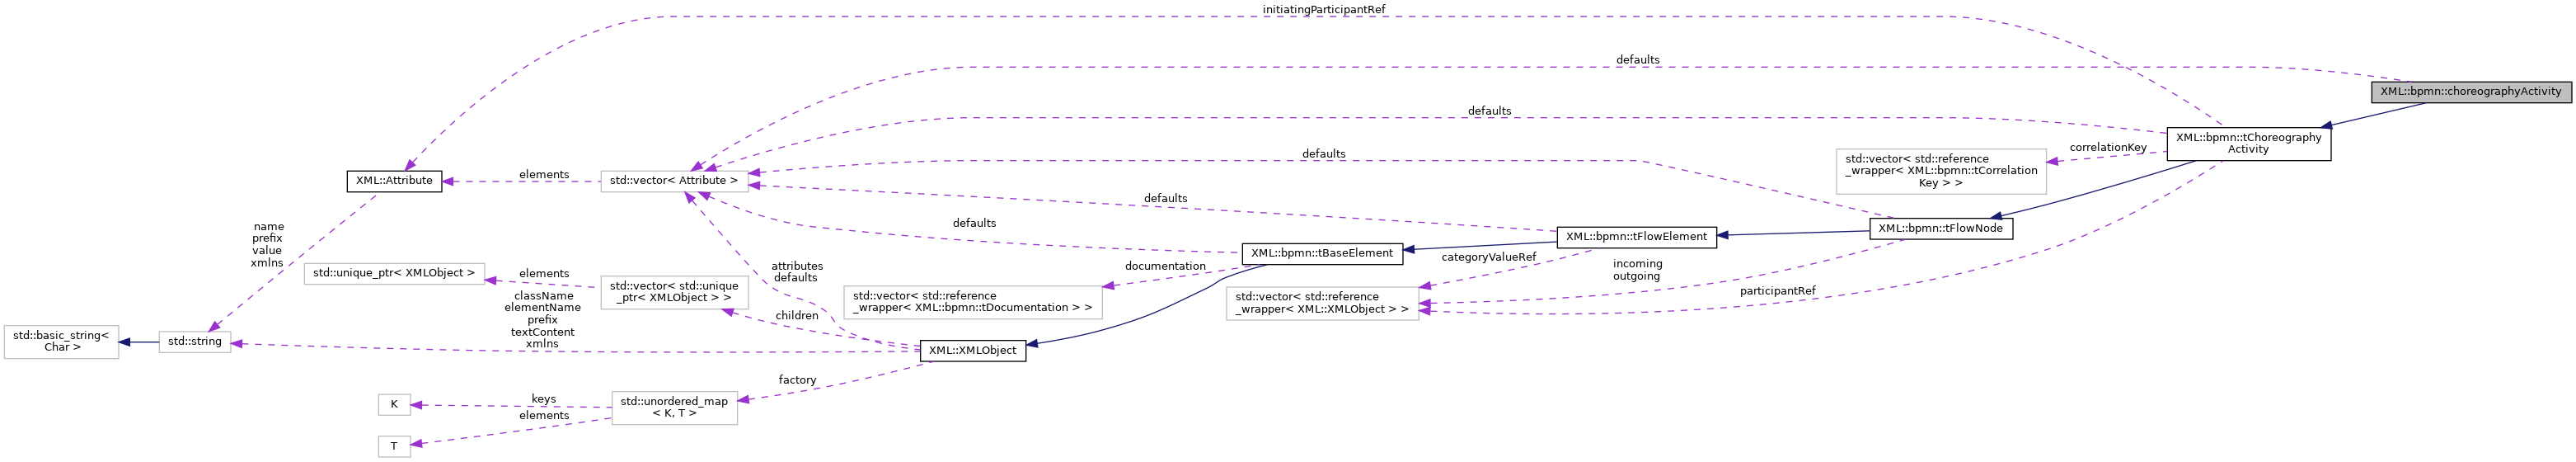 initiatingParticipantRef
defaults
XML::bpmn::choreographyActivity
defaults
XML::bpmn::tChoreography
Activity
correlationKey
std::vector< std::reference
_wrapper< XML::bpmn::tCorrelation
Key > >
defaults
elements
XML::Attribute
std::vector< Attribute >
defaults
defaults
name
prefix
value
xmlns
XML::bpmn::tFlowNode
XML::bpmn::tFlowElement
XML::bpmn::tBaseElement
categoryValueRef
incoming
outgoing
documentation
attributes
defaults
std::unique_ptr< XMLObject >
elements
std::vector< std::unique
_ptr< XMLObject > >
std::vector< std::reference
_wrapper< XML::bpmn::tDocumentation > >
std::vector< std::reference
_wrapper< XML::XMLObject > >
participantRef
className
elementName
prefix
textContent
xmlns
children
std::basic_string<
Char >
std::string
XML::XMLObject
factory
keys
K
std::unordered_map
< K, T >
elements
T